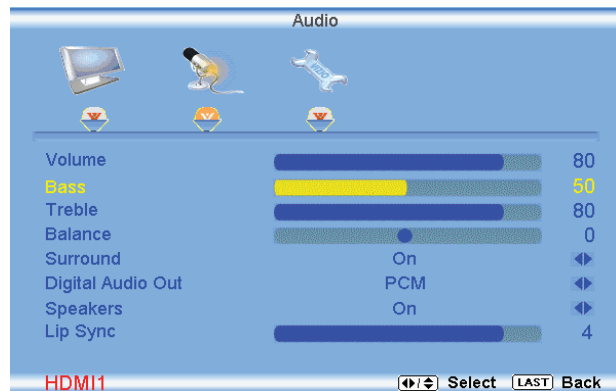 Audio
VIZIO
Volume 80
Bass 50
Treble 80
Balance 0
Surround On
Digital Audio Out PCM
Speakers On
Lip Sync 4
HDMI1 Select LAST Back